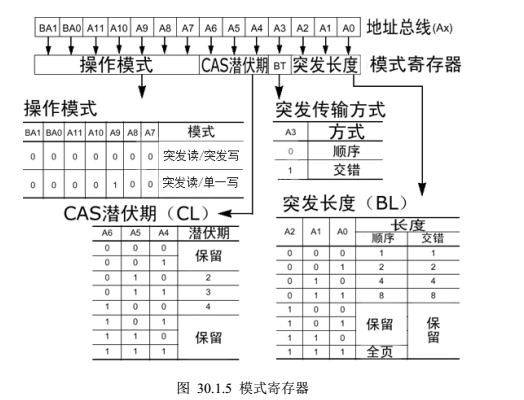 BA1 BA0 A11 A10 A9 A8 A7 A6 A5 A4 A3 A2 A1 A0 地址总线(Ax)
操作模式 CAS潜伏期 BT 突发长度 模式寄存器
操作模式
BA1 BA0 A11 A10 A9 A8 A7 模式
0 0 0 0 0 0 0 突发读/突发写
0 0 0 0 1 0 0 突发读/单一写
突发传输方式
A3 方式
0 顺序
1 交错
CAS潜伏期（CL）
A6 A5 A4 潜伏期
0 0 0 保留
0 0 1
0 1 0 2
0 1 1 3
1 0 0 4
1 0 1 保留
1 1 0
1 1 1
突发长度（BL）
A2 A1 A0 长度
顺序 交错
0 0 0 1 1
0 0 1 2 2
0 1 0 4 4
0 1 1 8 8
1 0 0 保留 保留
1 0 1
1 1 0
1 1 1 全页
图 30.1.5 模式寄存器